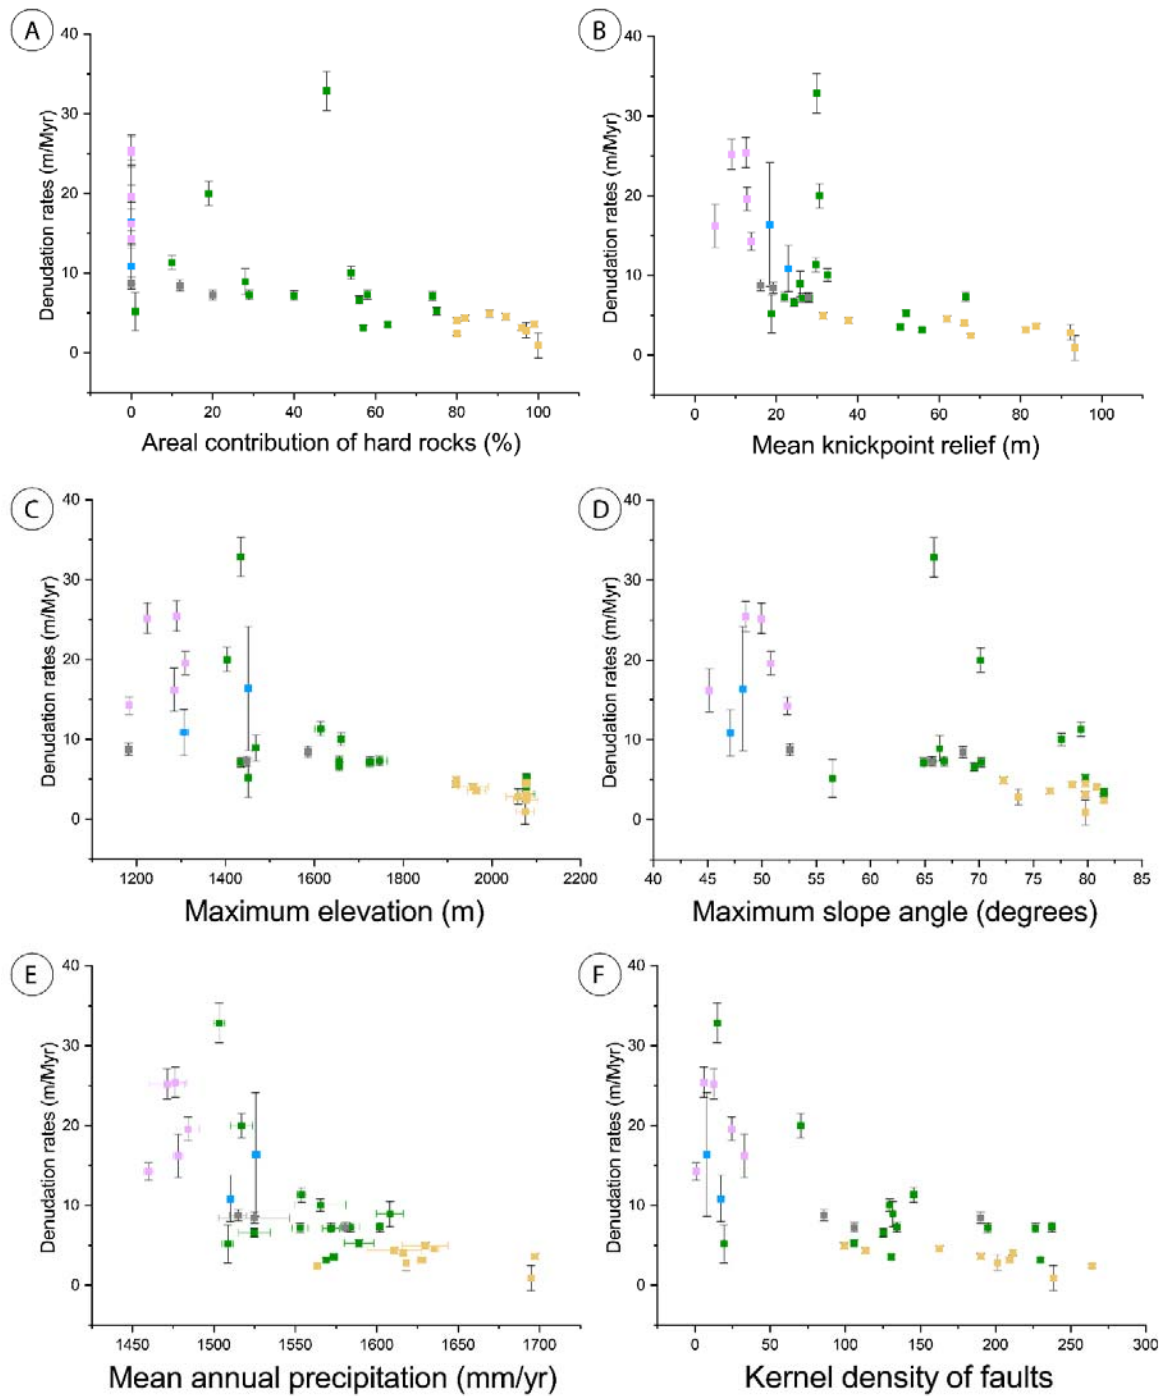 A
Denudation rates (m/Myr)
40
30
20
10
0
0 20 40 60 80 100
Areal contribution of hard rocks (%)
B
Denudation rates (m/Myr)
40
30
20
10
0
0 20 40 60 80 100
Mean knickpoint relief (m)
C
Denudation rates (m/Myr)
40
30
20
10
0
1200 1400 1600 1800 2000 2200
Maximum elevation (m)
D
Denudation rates (m/Myr)
40
30
20
10
0
40 45 50 55 60 65 70 75 80 85
Maximum slope angle (degrees)
E
Denudation rates (m/Myr)
40
30
20
10
0
1450 1500 1550 1600 1650 1700
Mean annual precipitation (mm/yr)
F
Denudation rates (m/Myr)
40
30
20
10
0
0 50 100 150 200 250 300
Kernel density of faults